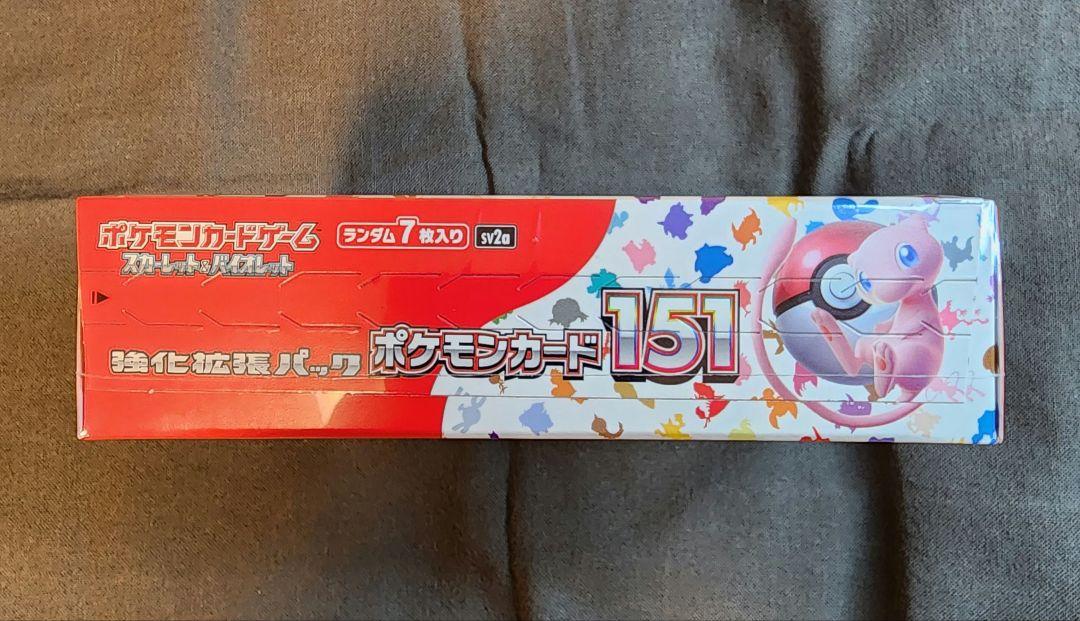 ポケモンカードゲーム
スカーレット&バイオレット
ランダム7枚入り
sv2a
強化拡張パック
ポケモンカード151